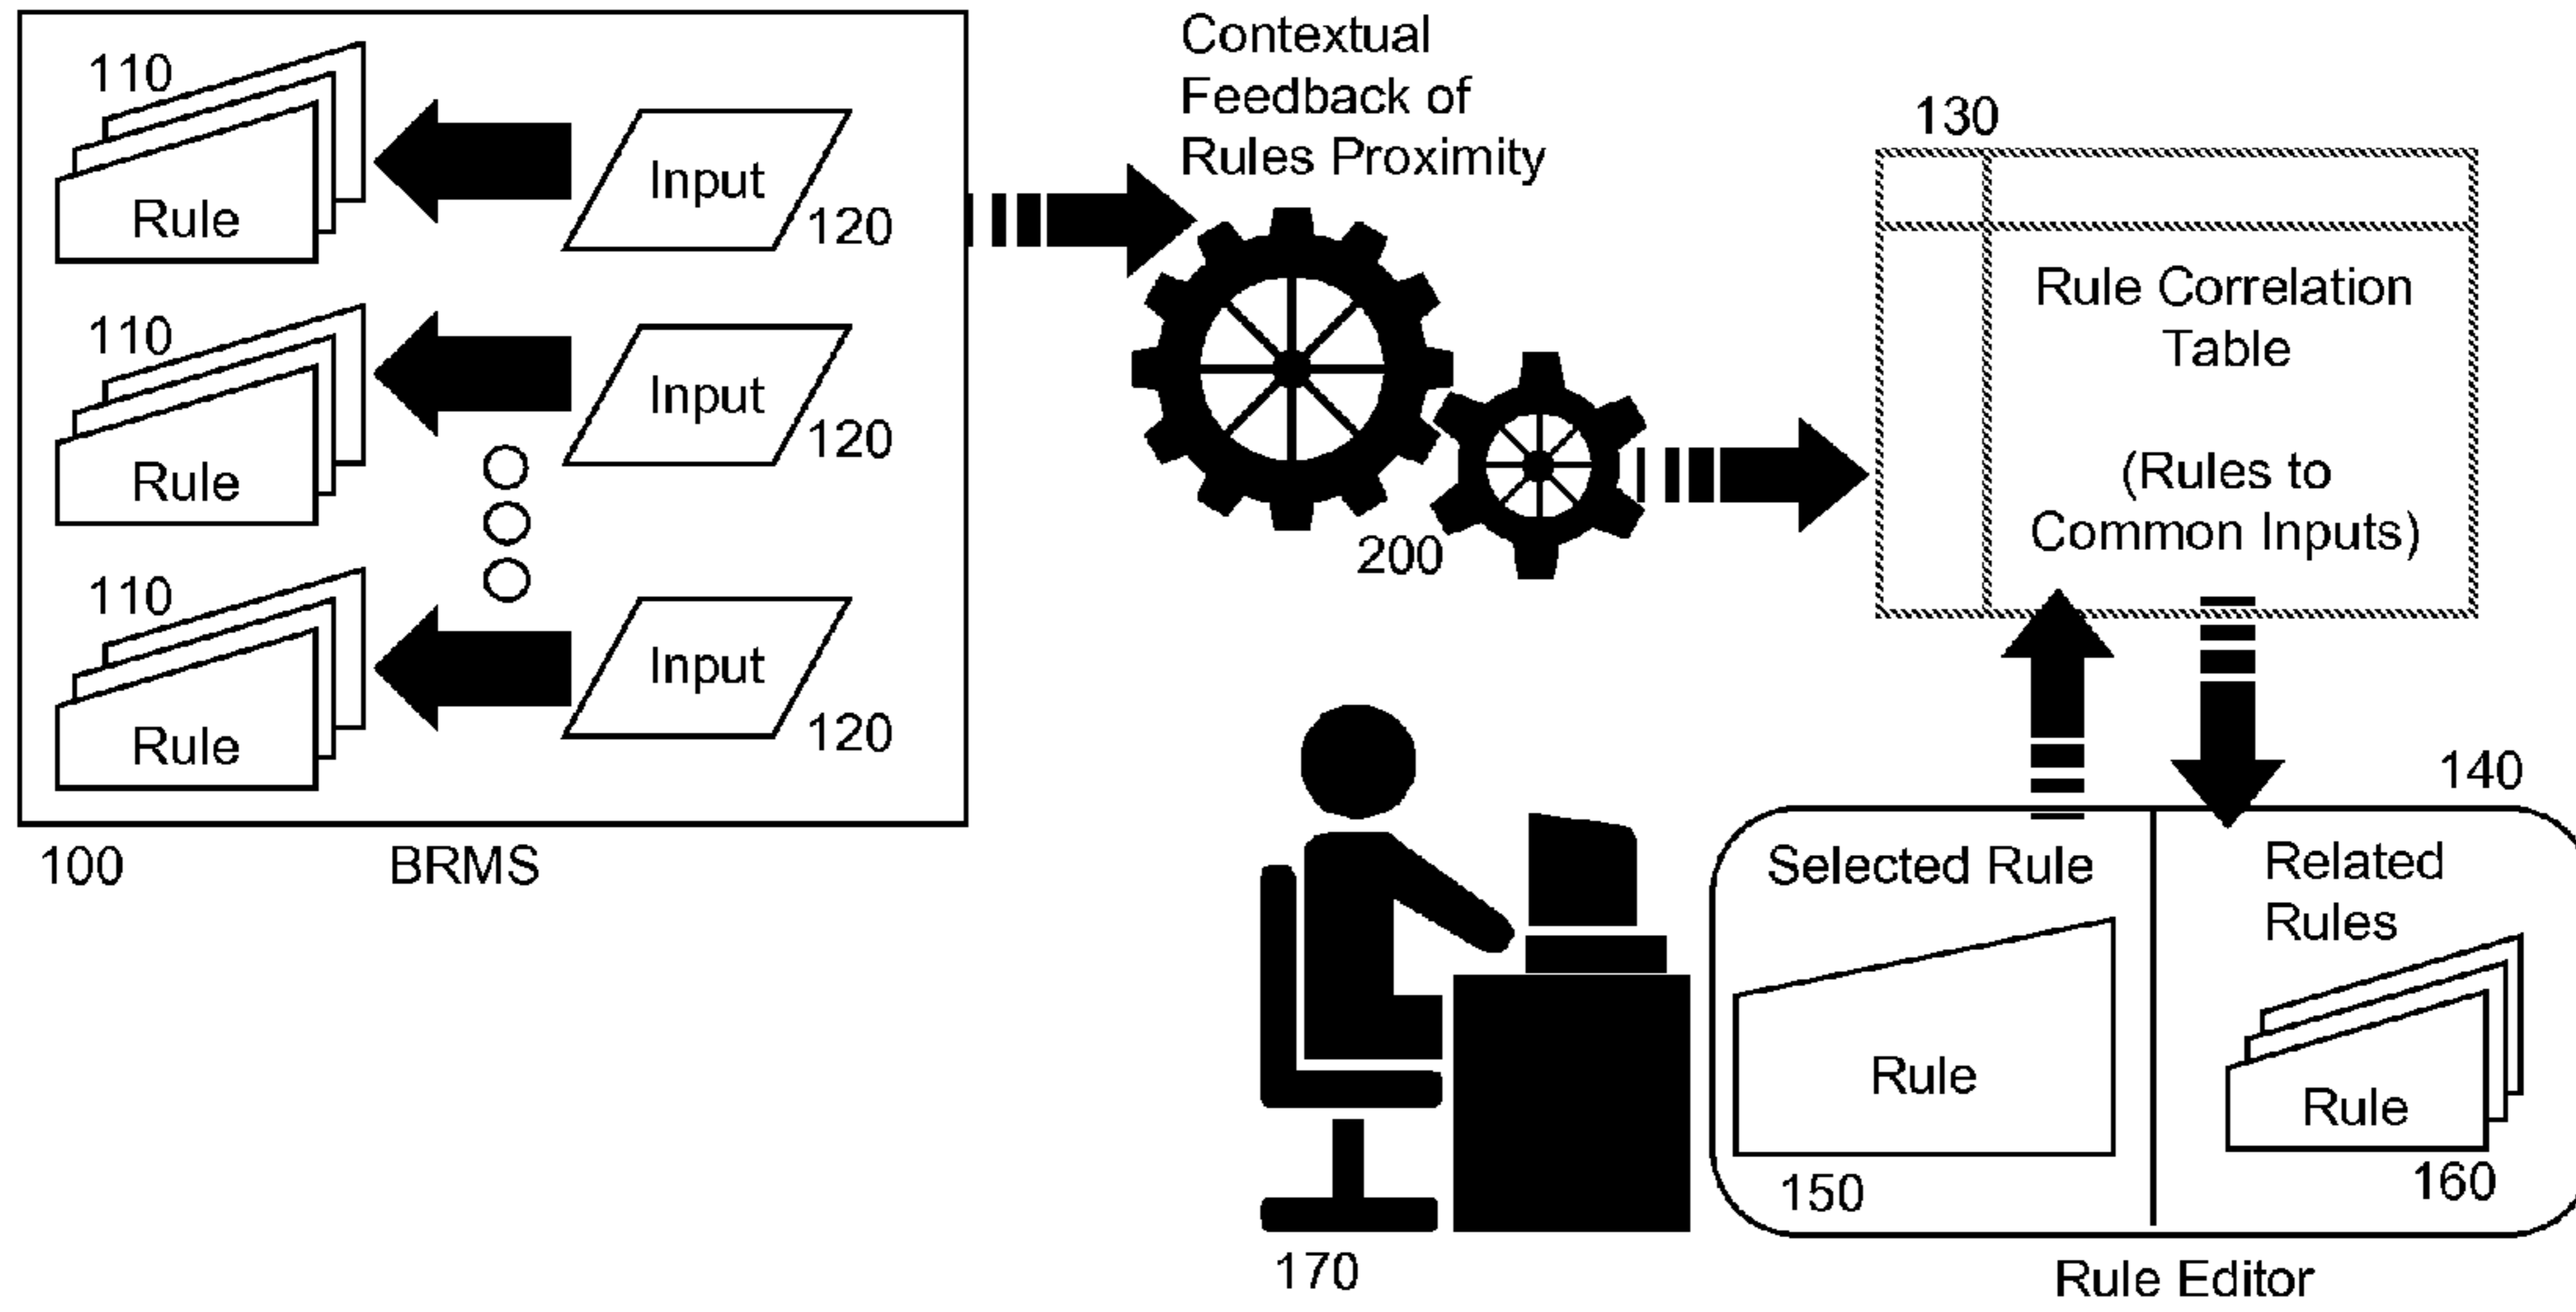 110
Rule
Input
120
110
Rule
Input
120
110
Rule
Input
120
100
BRMS
Contextual
Feedback of
Rules Proximity
200
130
Rule Correlation
Table
(Rules to
Common Inputs)
140
Selected Rule
Rule
150
Related
Rules
Rule
160
170
Rule Editor